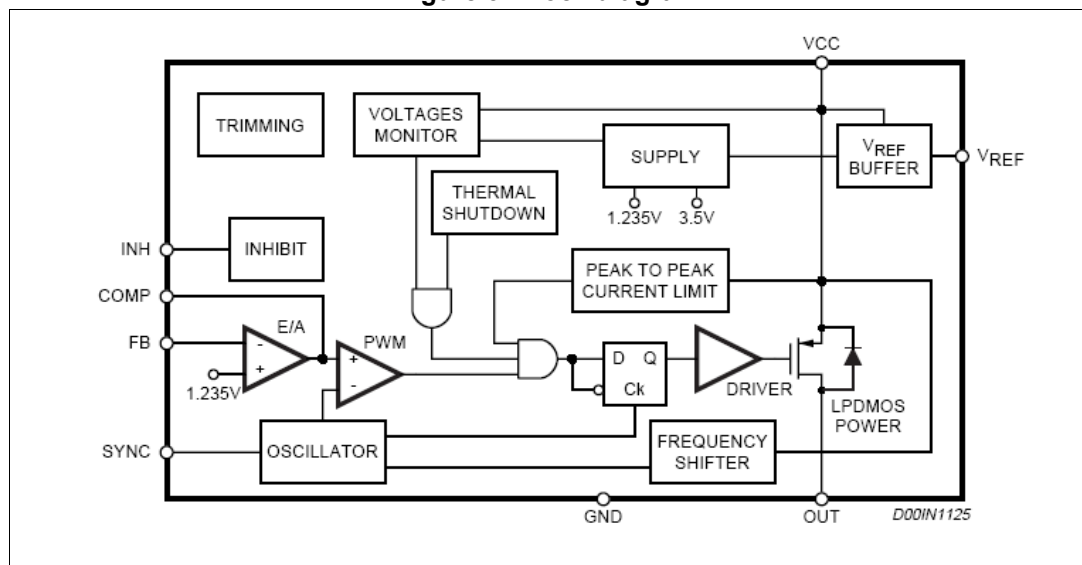 VCC
TRIMMING
VOLTAGES
MONITOR
SUPPLY
VREF
BUFFER
VREF
THERMAL
SHUTDOWN
1.235V
3.5V
INH
INHIBIT
PEAK TO PEAK
CURRENT LIMIT
COMP
FB
E/A
-
+
1.235V
PWM
+
-
D Q
Ck
DRIVER
LPDMOS
POWER
SYNC
OSCILLATOR
FREQUENCY
SHIFTER
GND
OUT
D00IN1125